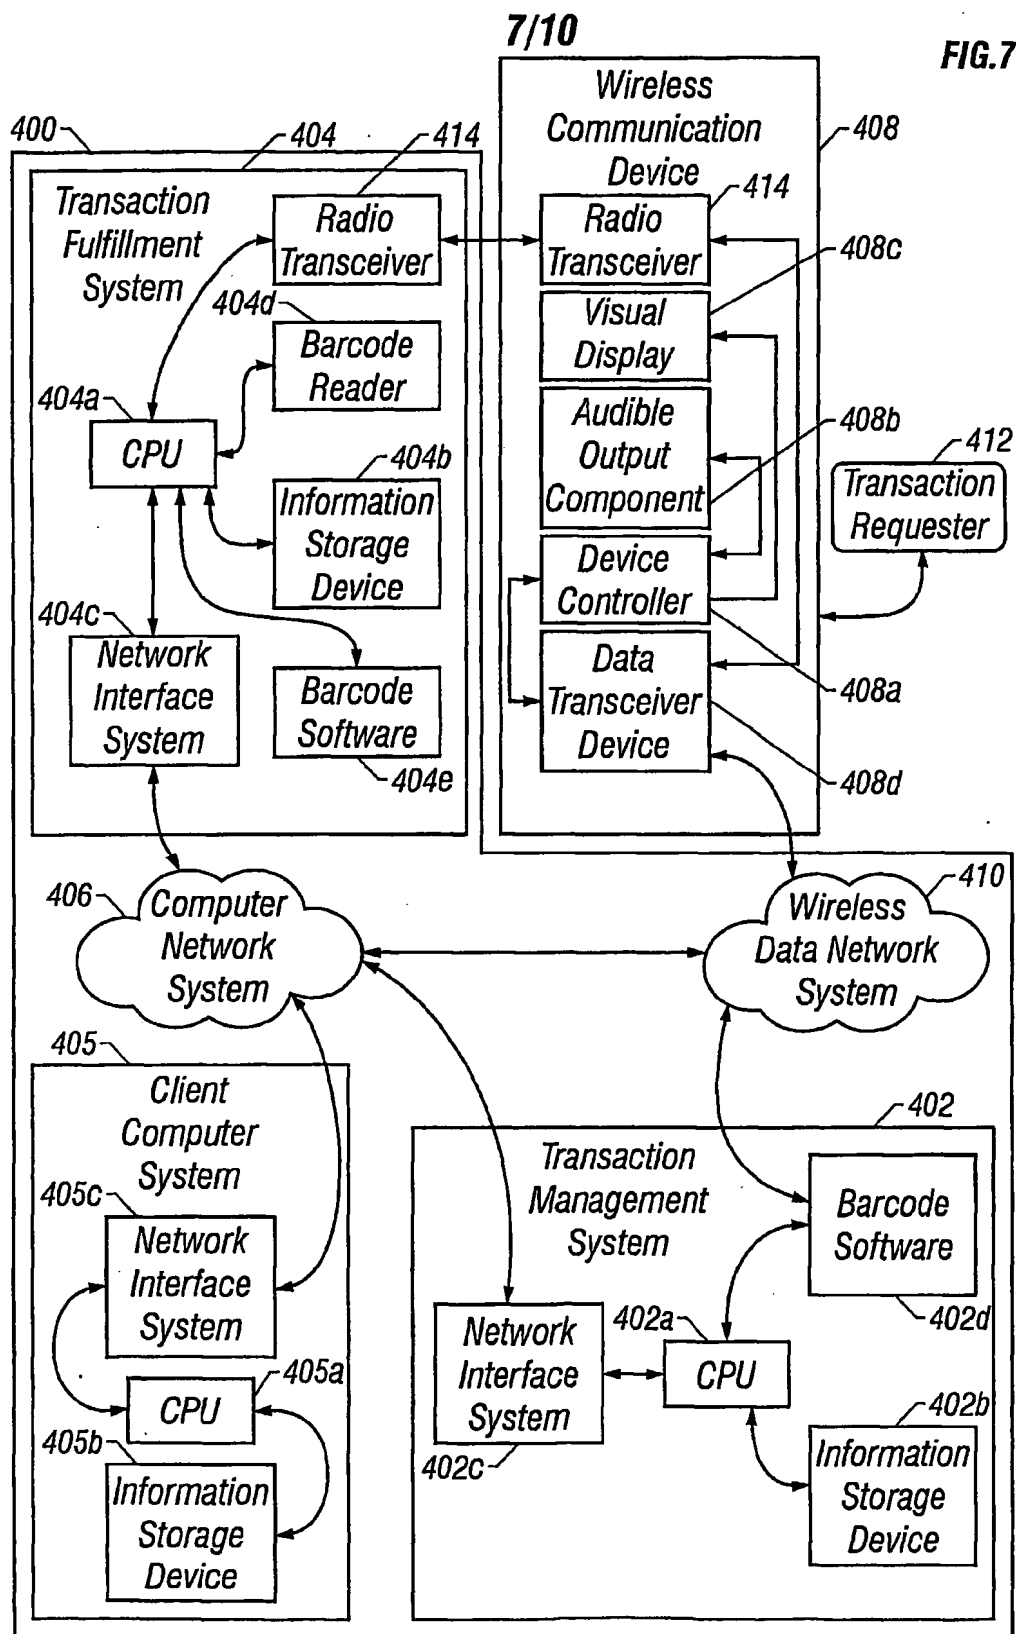 7/10
FIG.7
400
404
414
Transaction
Fulfillment
System
Radio
Transceiver
404d
Barcode
Reader
404a
CPU
404b
Information
Storage
Device
404c
Network
Interface
System
Barcode
Software
404e
Wireless
Communication
Device
408
414
Radio
Transceiver
408c
Visual
Display
Audible
Output
Component
408b
412
Transaction
Requester
Device
Controller
408a
Data
Transceiver
Device
408d
406
Computer
Network
System
410
Wireless
Data Network
System
405
Client
Computer
System
405c
Network
Interface
System
405a
CPU
405b
Information
Storage
Device
402
Transaction
Management
System
Barcode
Software
402d
402a
CPU
Network
Interface
System
402c
402b
Information
Storage
Device